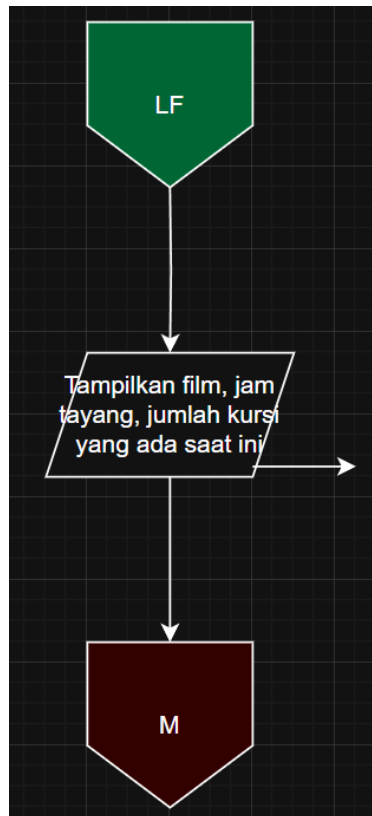 LF
Tampilkan film, jam
tayang, jumlah kursi
yang ada saat ini
M